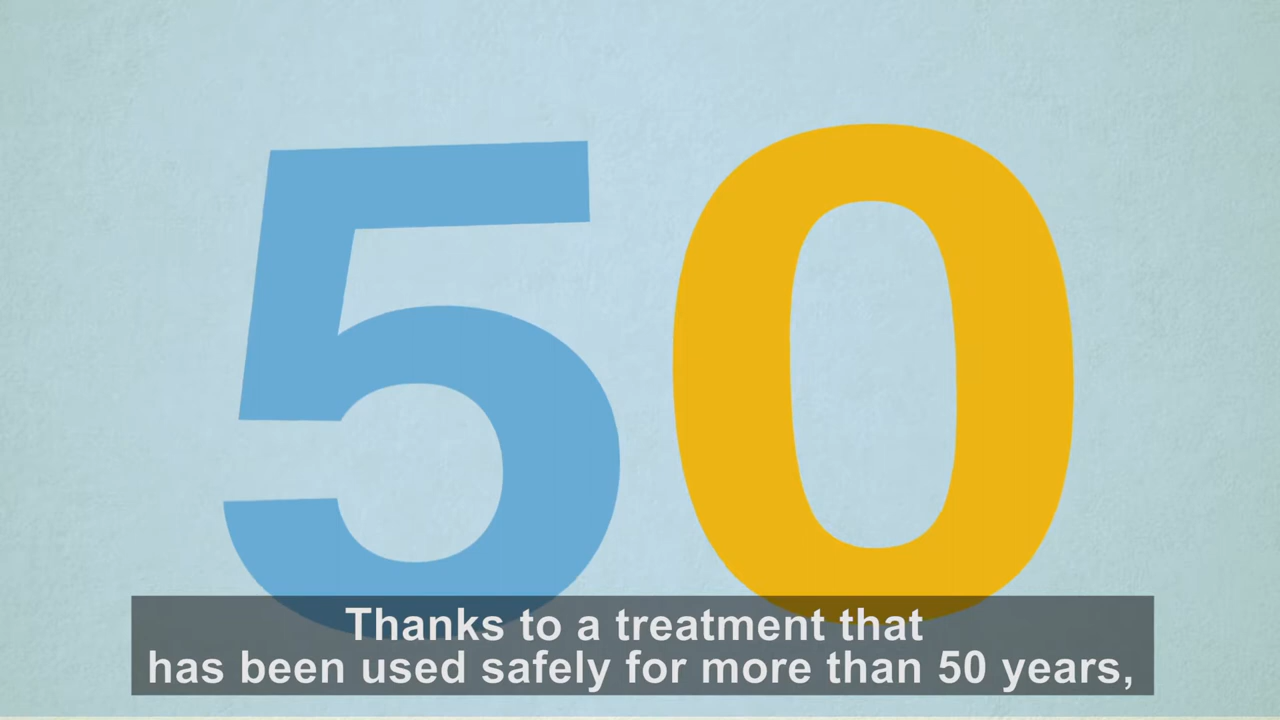 50
Thanks to a treatment that
has been used safely for more than 50 years,